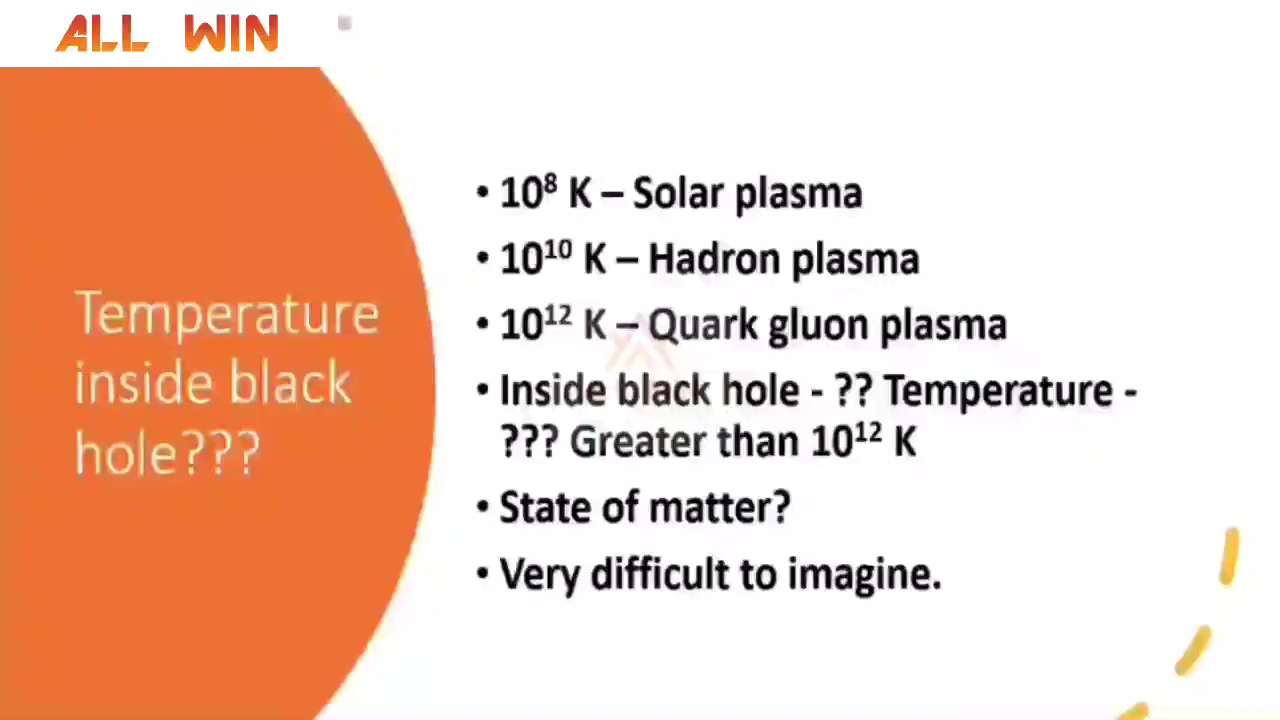 ALL WIN
Temperature
inside black
hole???
• 10⁸ K – Solar plasma
• 10¹⁰ K – Hadron plasma
• 10¹² K – Quark gluon plasma
• Inside black hole - ?? Temperature -
??? Greater than 10¹² K
• State of matter?
• Very difficult to imagine.